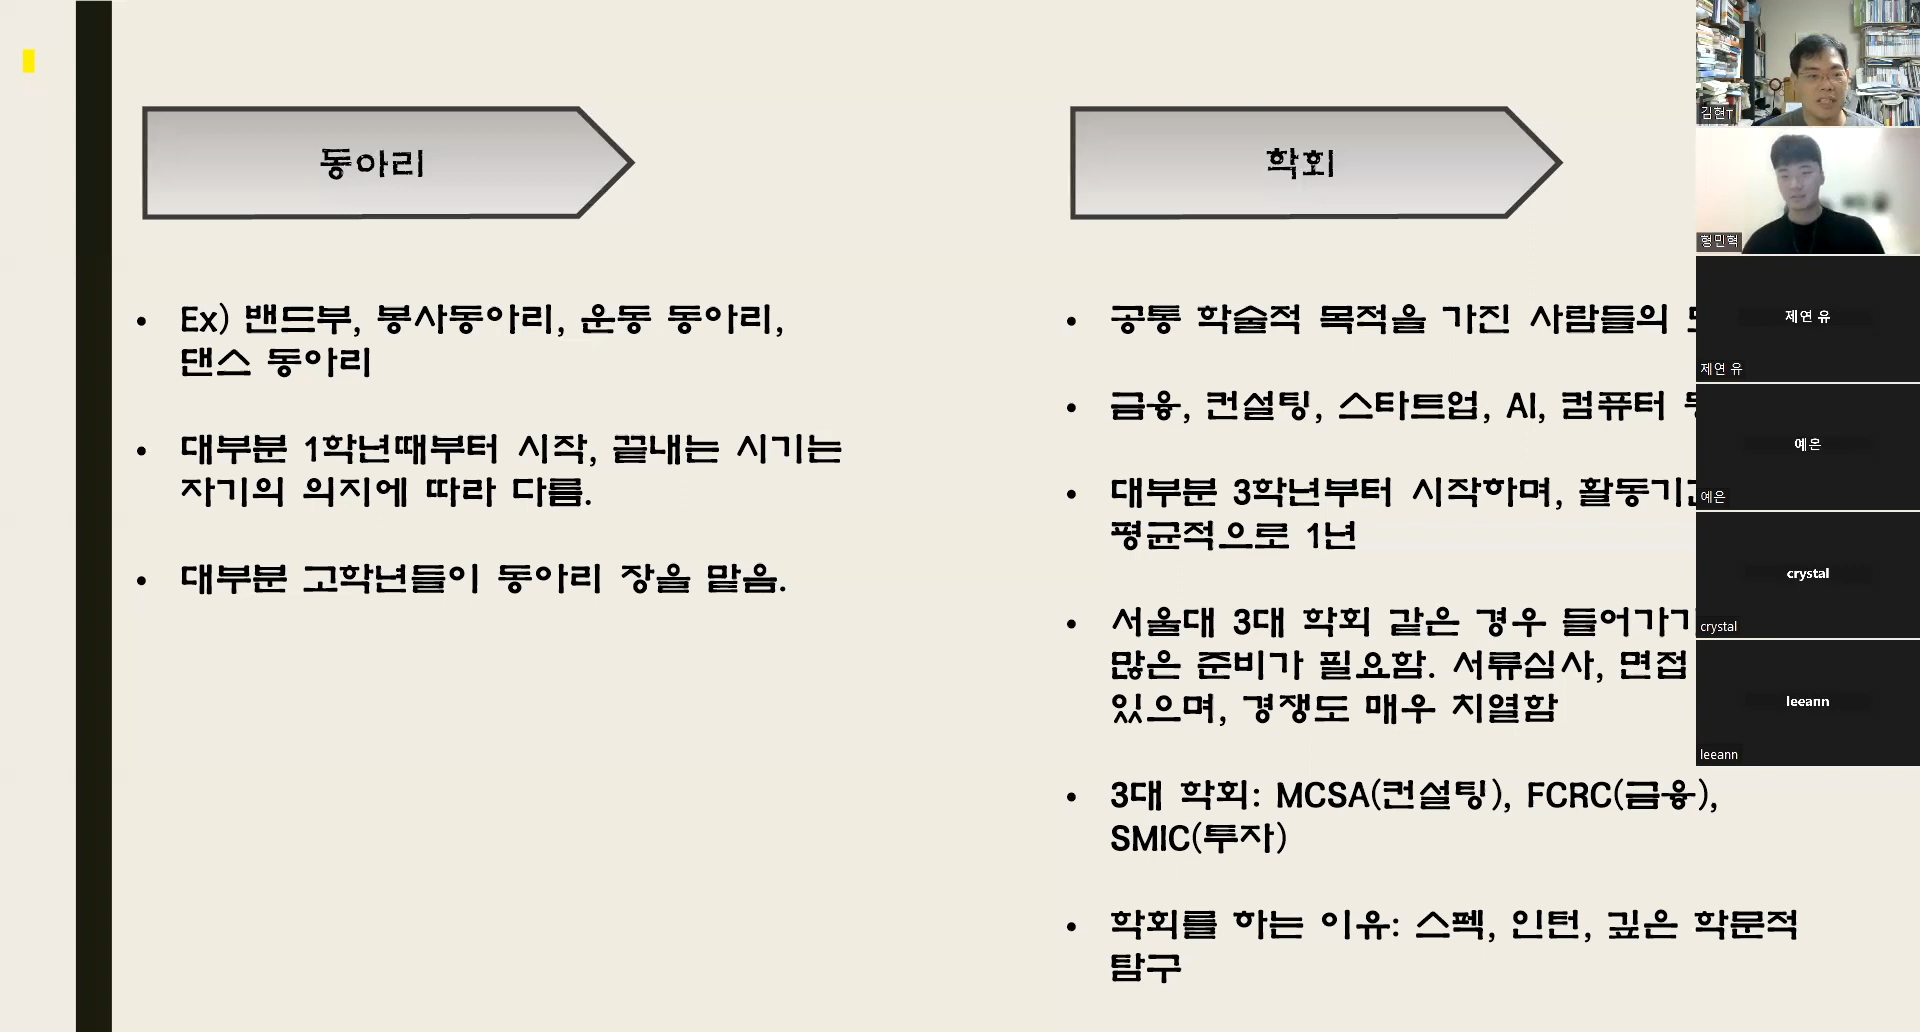 동아리
Ex) 밴드부, 봉사동아리, 운동 동아리,
댄스 동아리
대부분 1학년때부터 시작, 끝내는 시기는
자기의 의지에 따라 다름.
대부분 고학년들이 동아리 장을 맡음.
학회
공통 학술적 목적을 가진 사람들의
금융, 컨설팅, 스타트업, AI, 컴퓨터
대부분 3학년부터 시작하며,
평균적으로 1년
서울대 3대 학회 같은 경우
많은 준비가 필요함. 서류심사, 면접
있으며, 경쟁도 매우 치열함
3대 학회: MCSA(컨설팅), FCRC(금융),
SMIC(투자)
학회를 하는 이유: 스펙, 인턴, 깊은 학문적
탐구
김현T
형민혁
제연 유
제연 유
예은
예은
crystal
crystal
leeann
leeann